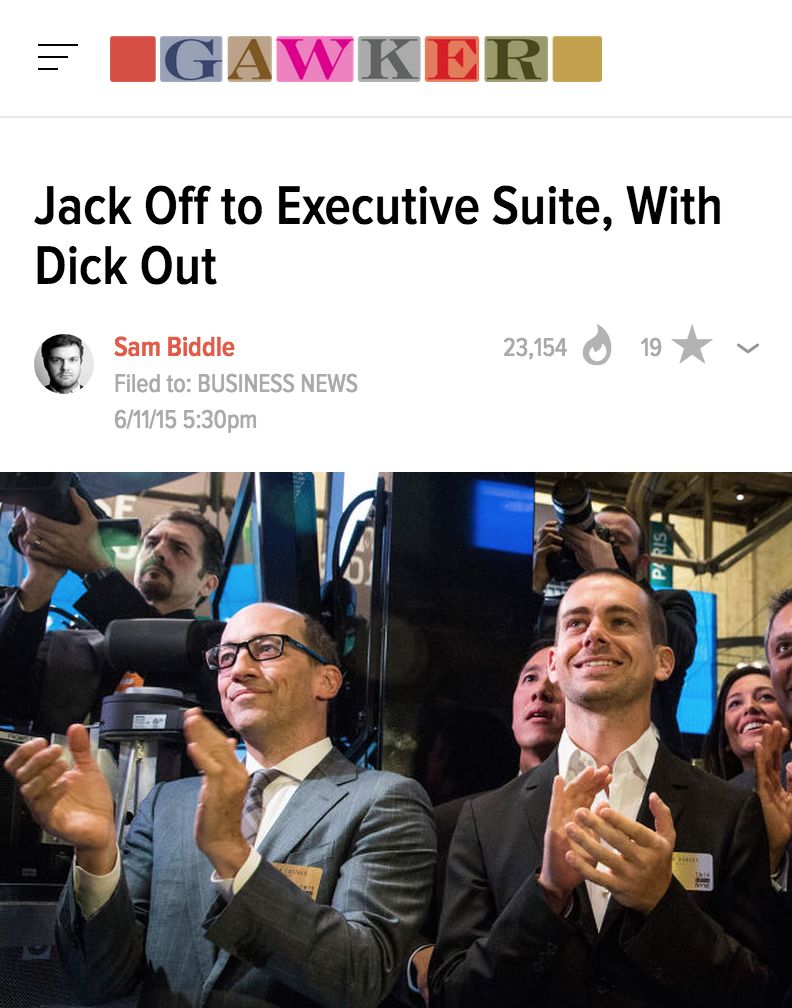 GAWKER
Jack Off to Executive Suite, With
Dick Out
Sam Biddle
23,154
19
Filed to: BUSINESS NEWS
6/11/15 5:30pm
PARIS